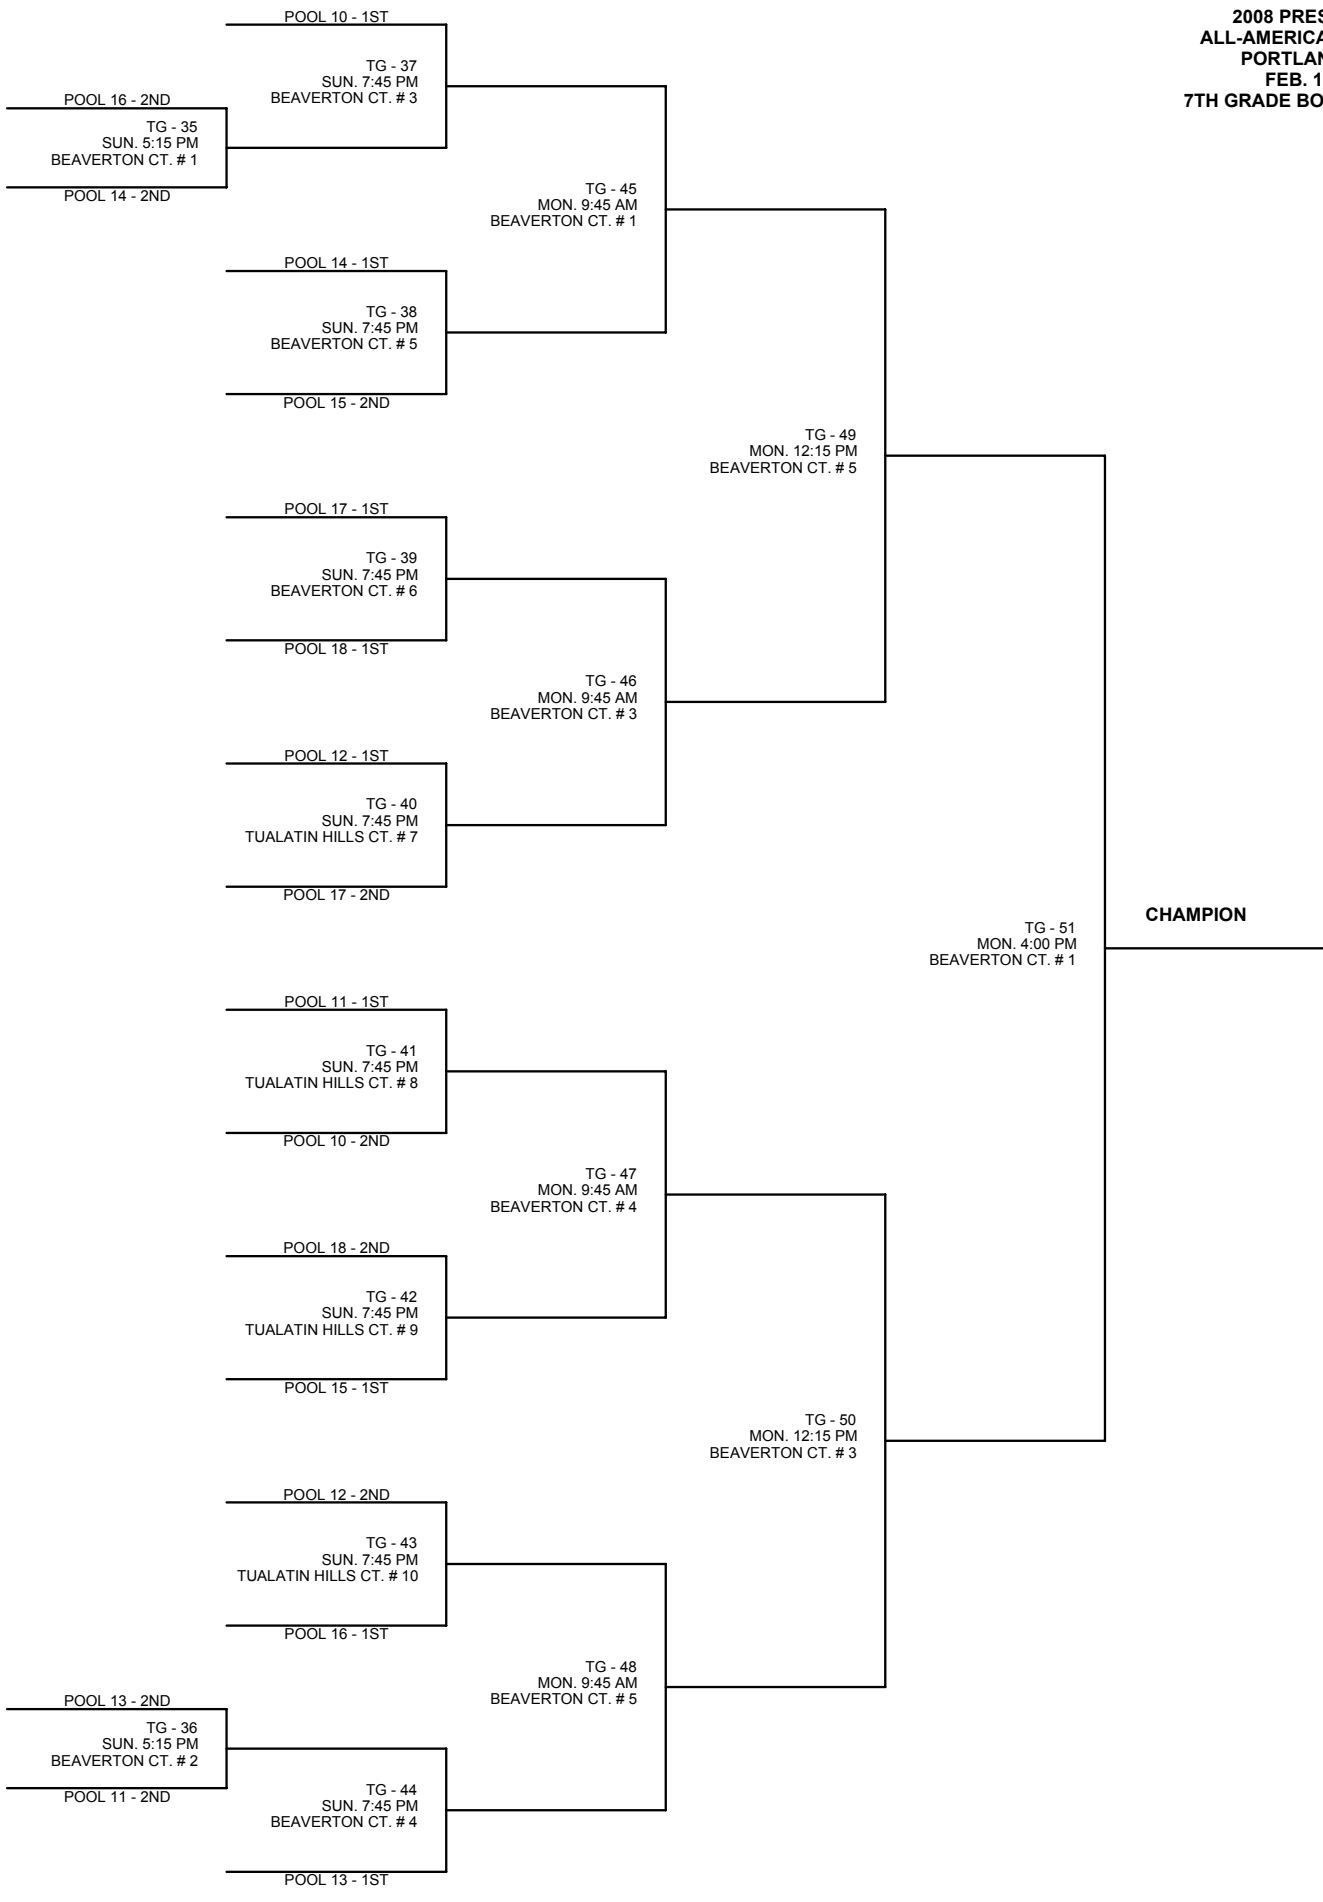 2008 PRES
ALL-AMERICA
PORTLAN
FEB. 1
7TH GRADE BO
POOL 10 - 1ST
TG - 37
SUN. 7:45 PM
BEAVERTON CT. # 3
POOL 16 - 2ND
TG - 35
SUN. 5:15 PM
BEAVERTON CT. # 1
POOL 14 - 2ND
TG - 45
MON. 9:45 AM
BEAVERTON CT. # 1
POOL 14 - 1ST
TG - 38
SUN. 7:45 PM
BEAVERTON CT. # 5
POOL 15 - 2ND
TG - 49
MON. 12:15 PM
BEAVERTON CT. # 5
POOL 17 - 1ST
TG - 39
SUN. 7:45 PM
BEAVERTON CT. # 6
POOL 18 - 1ST
TG - 46
MON. 9:45 AM
BEAVERTON CT. # 3
POOL 12 - 1ST
TG - 40
SUN. 7:45 PM
TUALATIN HILLS CT. # 7
POOL 17 - 2ND
CHAMPION
TG - 51
MON. 4:00 PM
BEAVERTON CT. # 1
POOL 11 - 1ST
TG - 41
SUN. 7:45 PM
TUALATIN HILLS CT. # 8
POOL 10 - 2ND
TG - 47
MON. 9:45 AM
BEAVERTON CT. # 4
POOL 18 - 2ND
TG - 42
SUN. 7:45 PM
TUALATIN HILLS CT. # 9
POOL 15 - 1ST
TG - 50
MON. 12:15 PM
BEAVERTON CT. # 3
POOL 12 - 2ND
TG - 43
SUN. 7:45 PM
TUALATIN HILLS CT. # 10
POOL 16 - 1ST
TG - 48
MON. 9:45 AM
BEAVERTON CT. # 5
POOL 13 - 2ND
TG - 36
SUN. 5:15 PM
BEAVERTON CT. # 2
POOL 11 - 2ND
TG - 44
SUN. 7:45 PM
BEAVERTON CT. # 4
POOL 13 - 1ST